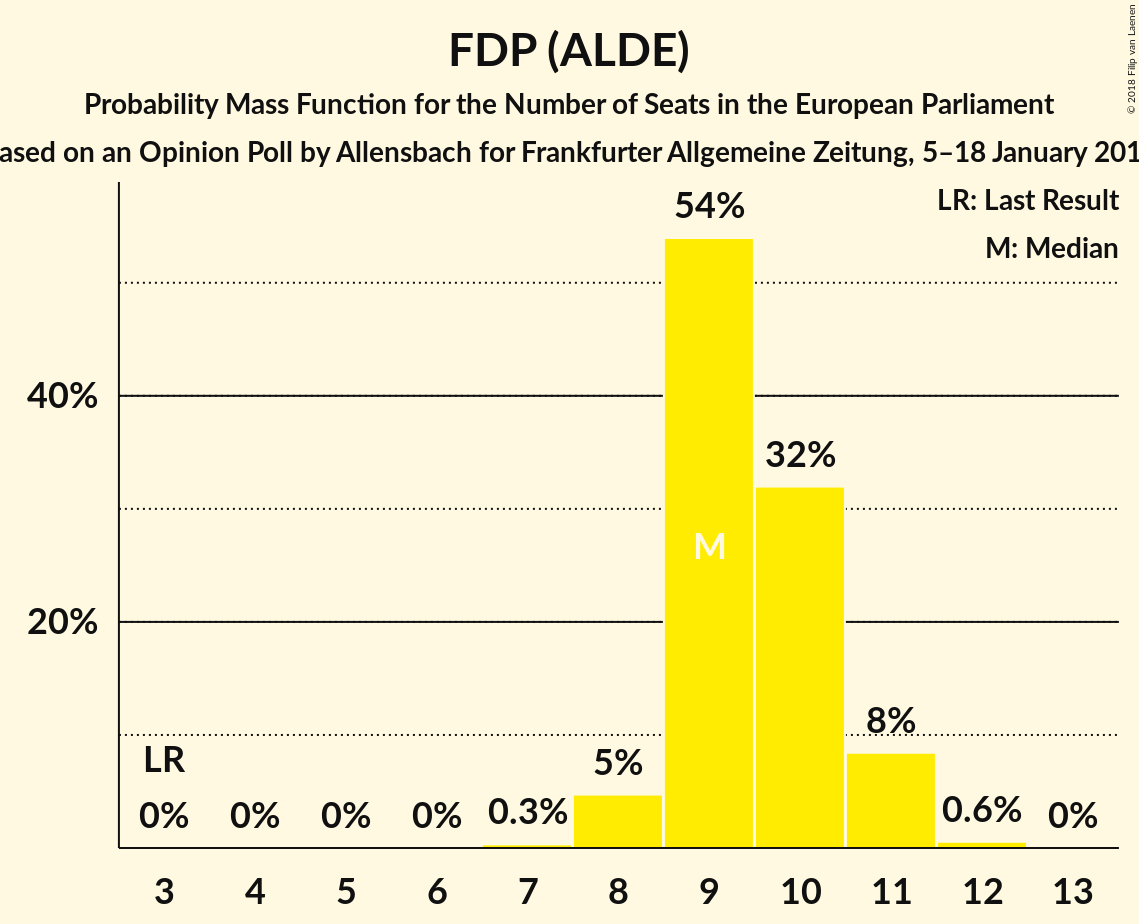 FDP (ALDE)
Probability Mass Function for the Number of Seats in the European Parliament
ased on an Opinion Poll by Allensbach for Frankfurter Allgemeine Zeitung, 5–18 January 201
© 2018 Filip van Laenen
LR: Last Result
M: Median
54%
40%
32%
M
20%
8%
LR
5%
0% 0% 0% 0% 0.3% 0.6% 0%
3 4 5 6 7 8 9 10 11 12 13